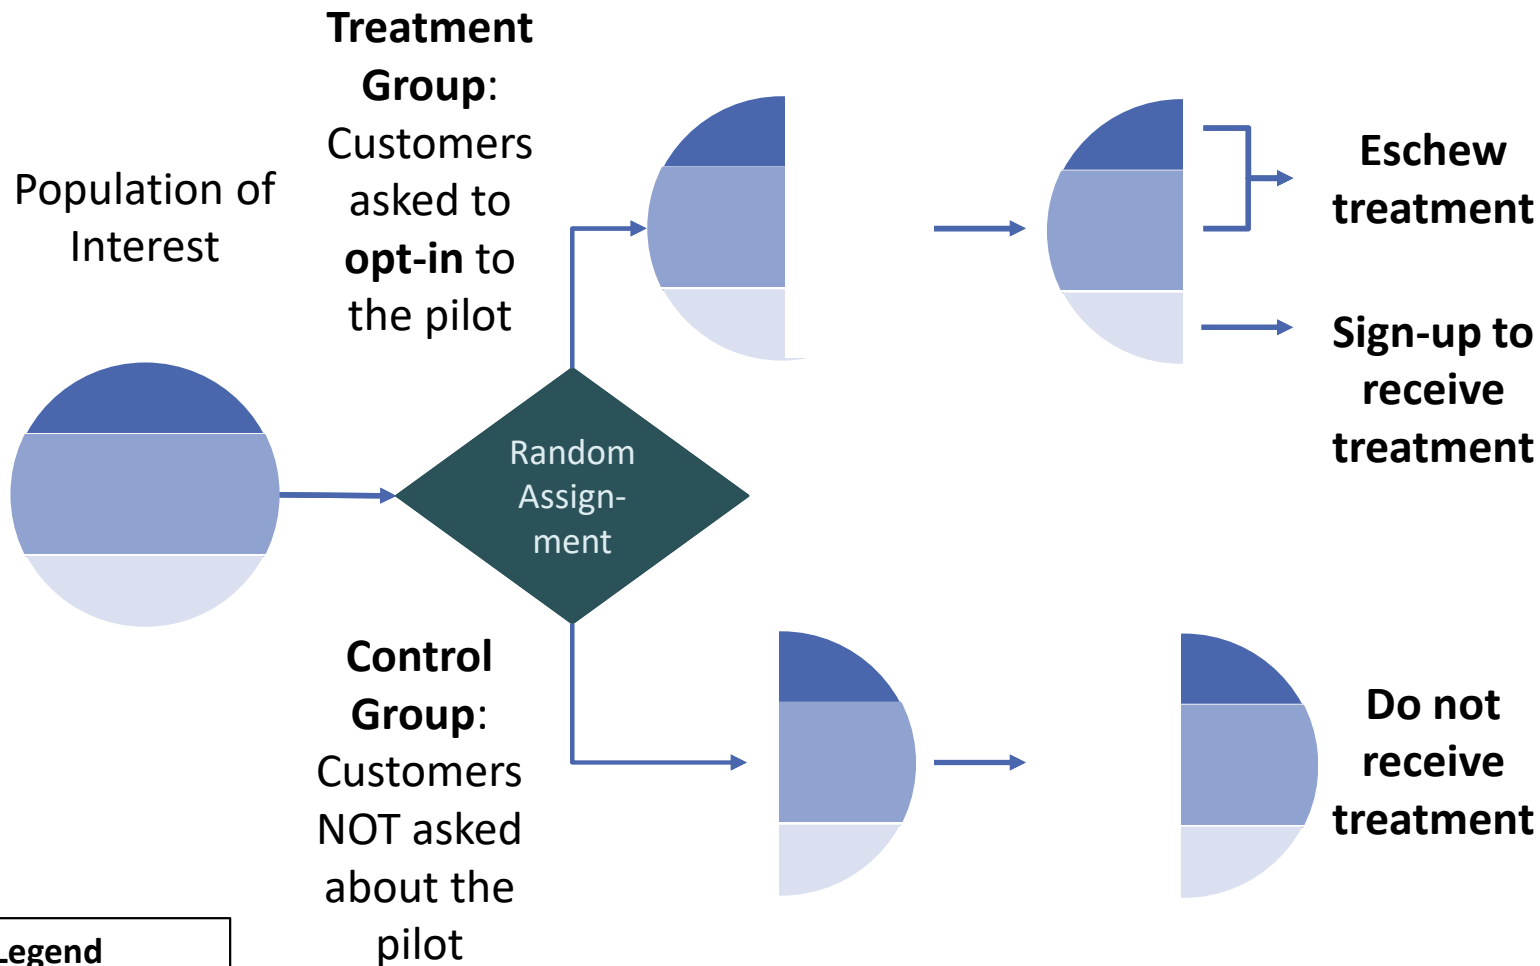 Population of
Interest
Treatment
Group:
Customers
asked to
opt-in to
the pilot
Eschew
treatment
Sign-up to
receive
treatment
Random
Assign-
ment
Control
Group:
Customers
NOT asked
about the
pilot
Do not
receive
treatment
Legend